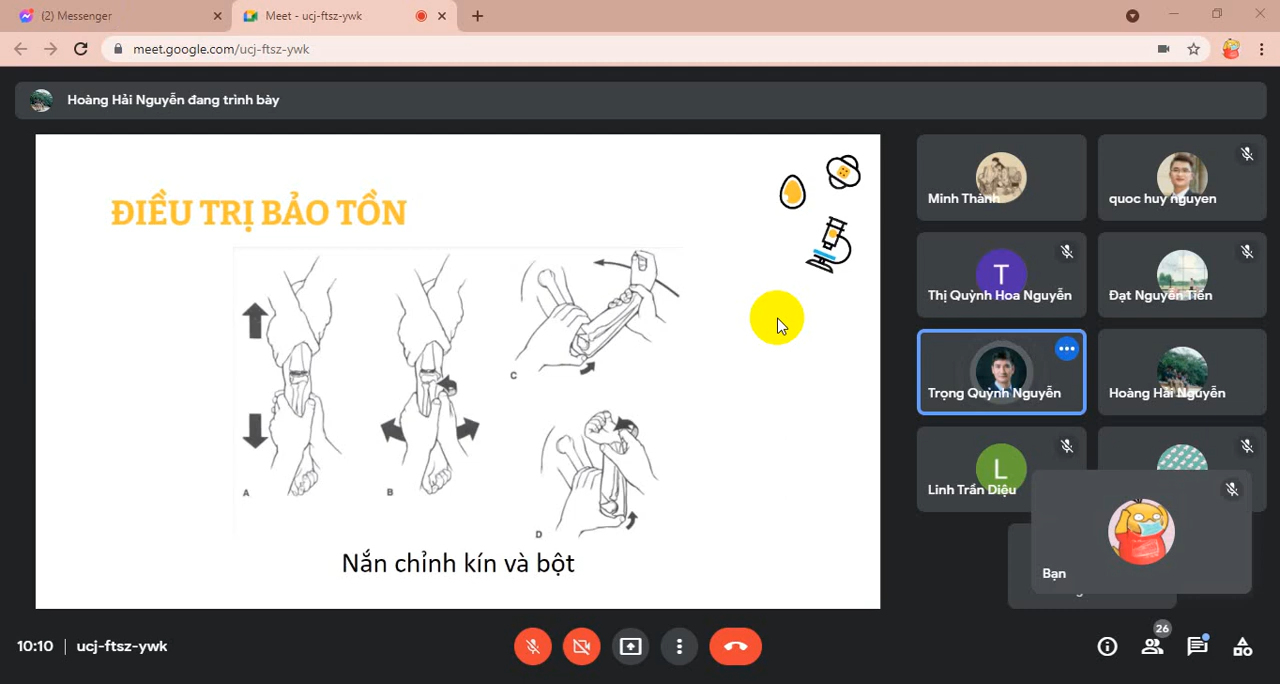 (2) Messenger
Meet - ucj-ftsz-ywk
meet.google.com/ucj-ftsz-ywk
Hoàng Hải Nguyễn đang trình bày
ĐIỀU TRỊ BẢO TỒN
A
B
C
D
Nắn chỉnh kín và bột
Minh Thành
quoc huy nguyen
Thị Quỳnh Hoa Nguyễn
Đạt Nguyễn Tiến
Trọng Quỳnh Nguyễn
Hoàng Hải Nguyễn
T
L
Linh Trần Diệu
Bạn
10:10
ucj-ftsz-ywk
26